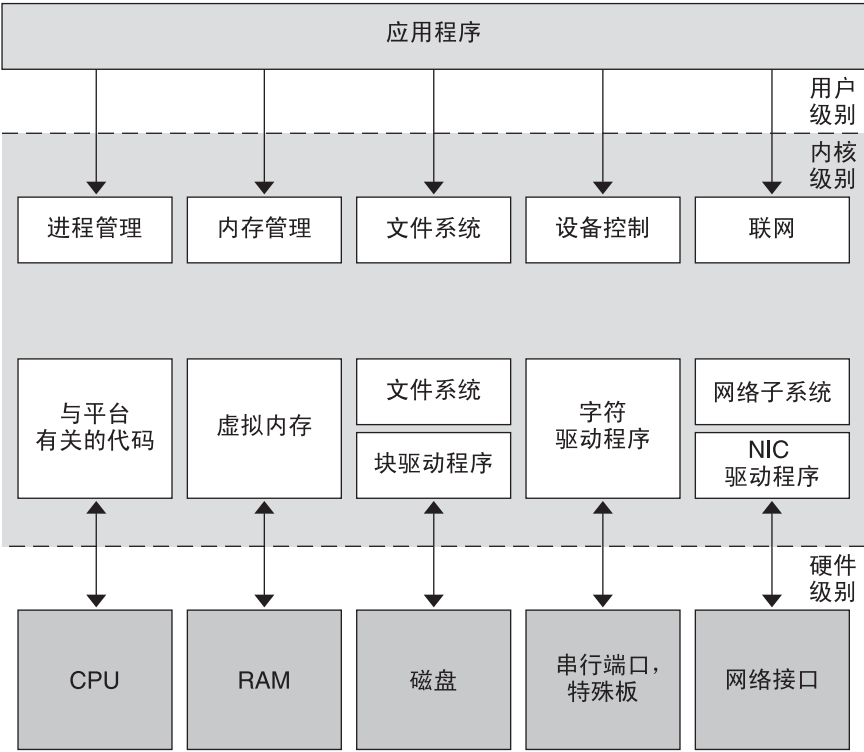 应用程序
用户
级别
内核
级别
进程管理
内存管理
文件系统
设备控制
联网
与平台
有关的代码
虚拟内存
文件系统
块驱动程序
字符
驱动程序
网络子系统
NIC
驱动程序
硬件
级别
CPU
RAM
磁盘
串行端口，
特殊板
网络接口